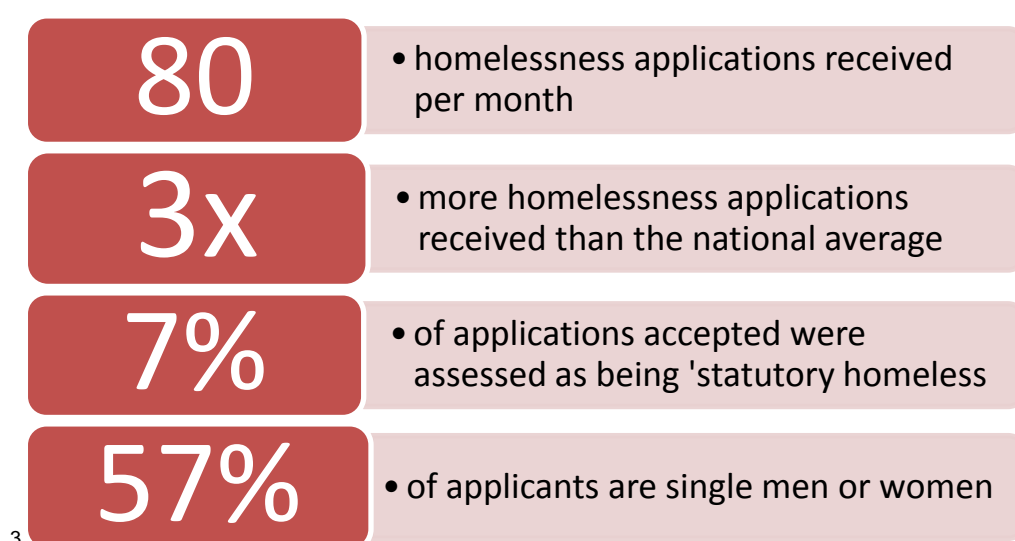 80
• homelessness applications received
per month
3x
• more homelessness applications
received than the national average
7%
• of applications accepted were
assessed as being 'statutory homeless
57%
• of applicants are single men or women
3